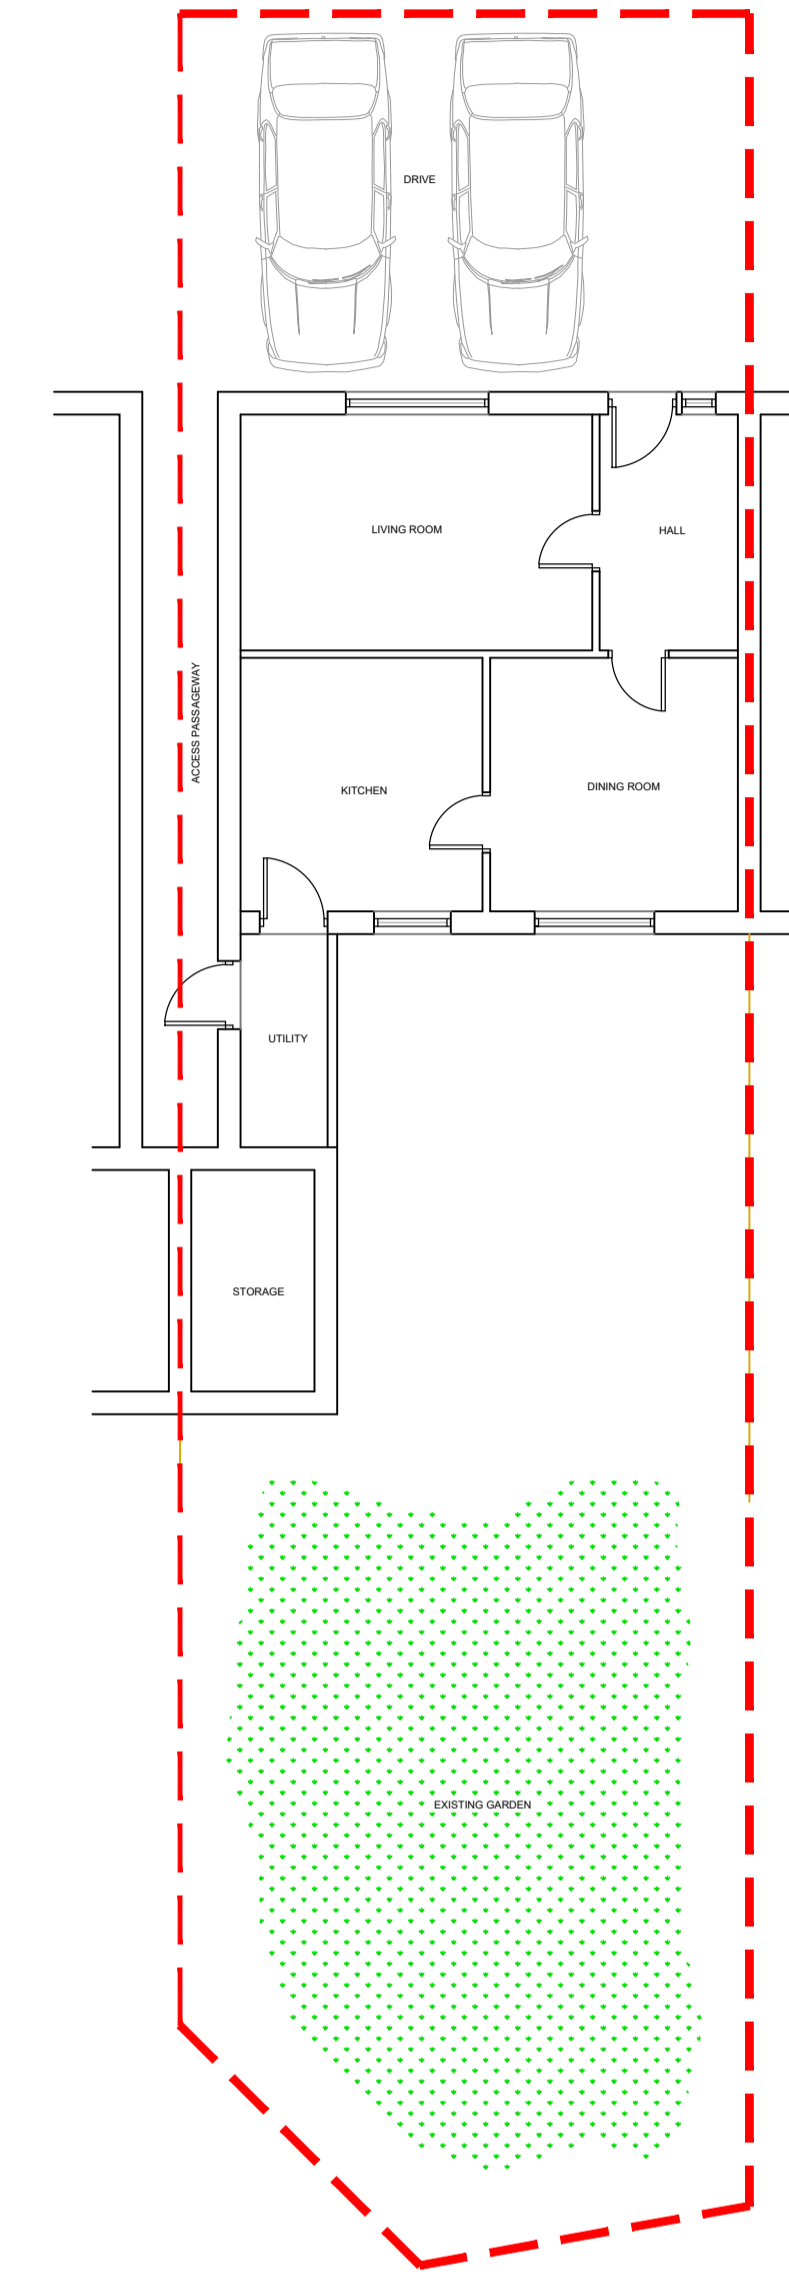 DRIVE
LIVING ROOM
HALL
ACCESS PASSAGEWAY
KITCHEN
DINING ROOM
UTILITY
STORAGE
EXISTING GARDEN